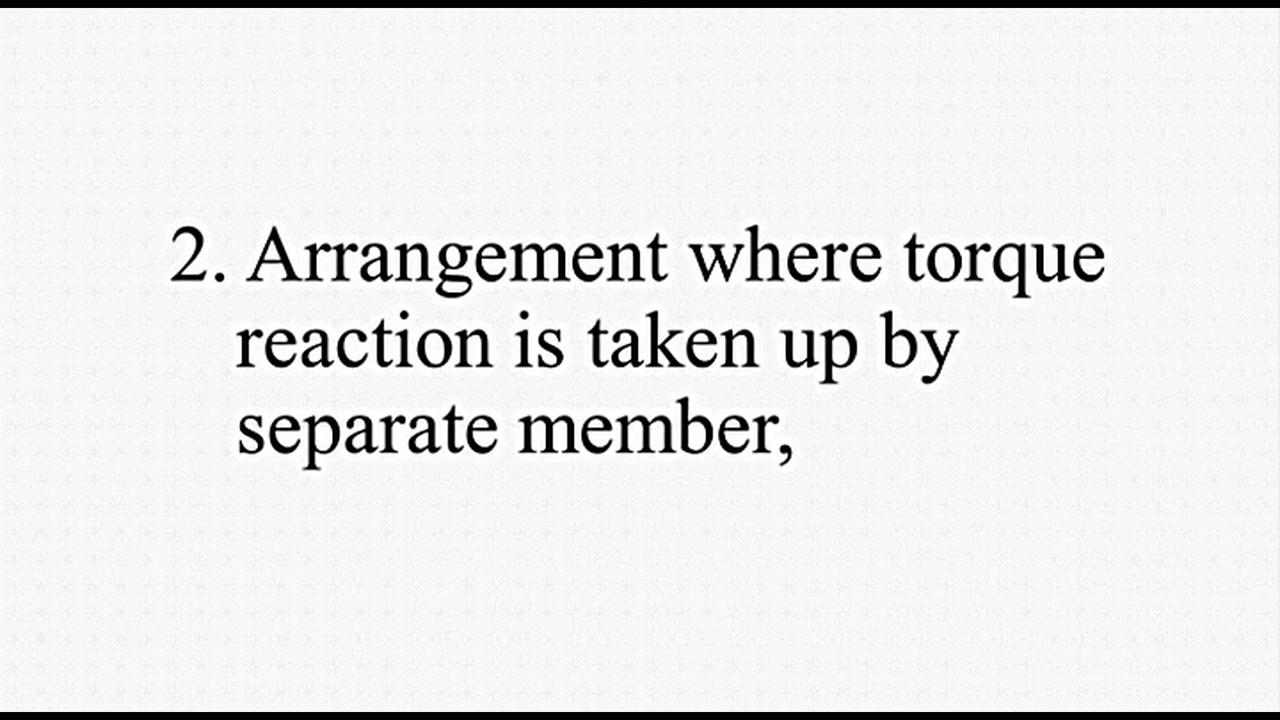 2. Arrangement where torque
reaction is taken up by
separate member,